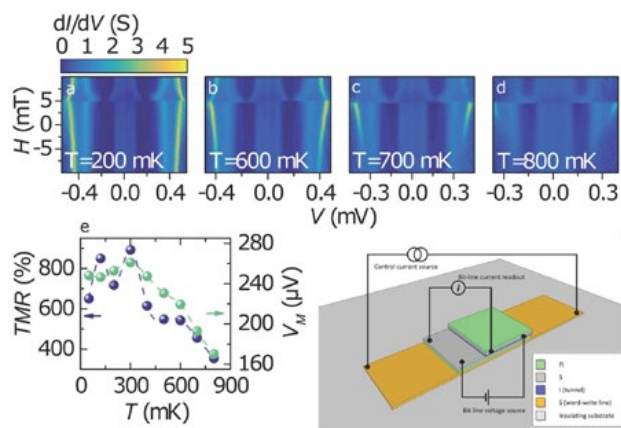 dI/dV (S)
0 1 2 3 4 5
a b c d
H (mT)
5
0
-5
T=200 mK T=600 mK T=700 mK T=800 mK
-0.4 0.0 0.4 -0.4 0.0 0.4 -0.3 0.0 0.3 -0.3 0.0 0.3
V (mV)
e
TMR (%)
800
600
400
280
240
200
160
V_M (µV)
0 300 600 900
T (mK)
Control current source
Bit-line current readout
I
Bit-line voltage source
FI
S
I (tunnel)
S (word-write line)
Insulating substrate